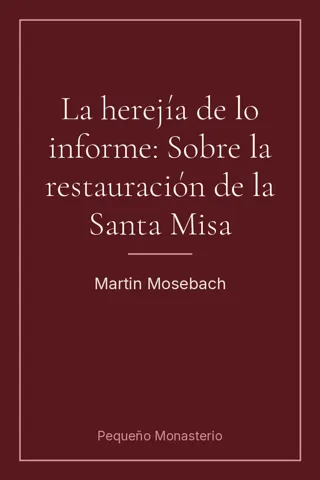 La herejía de lo
informe: Sobre la
restauración de la
Santa Misa
Martin Mosebach
Pequeño Monasterio